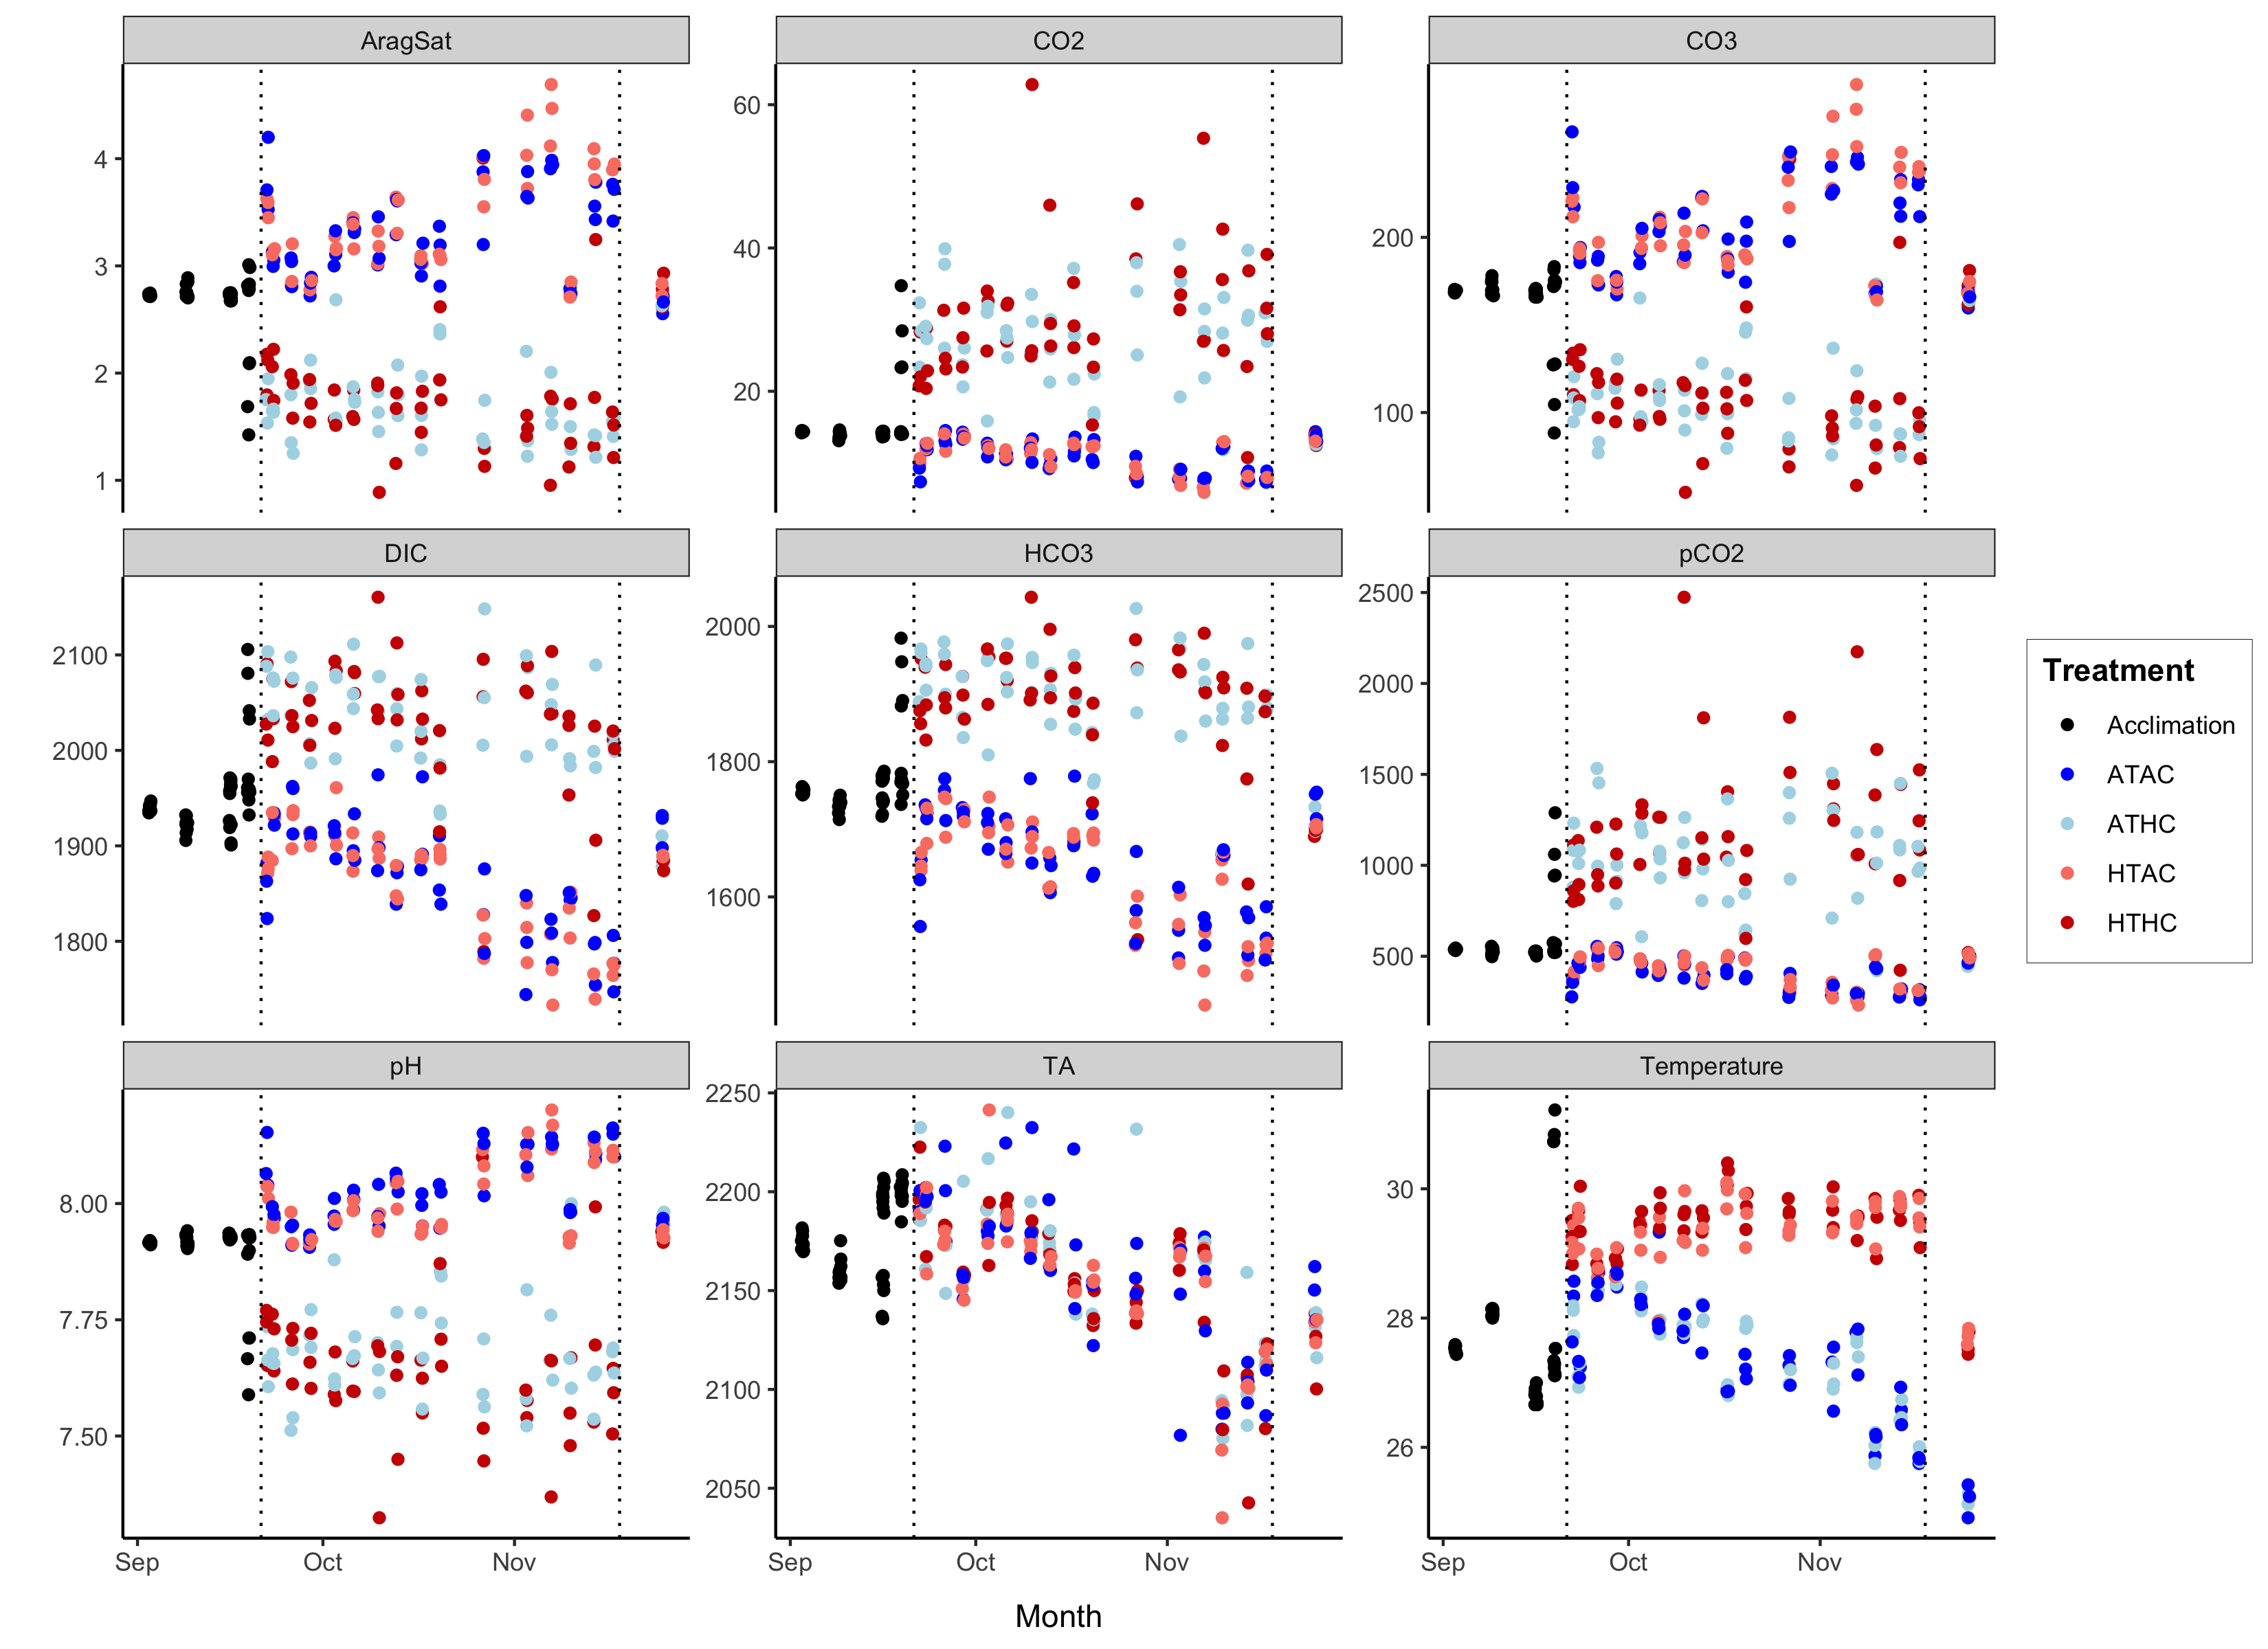 AragSat
CO2
CO3
4
3
2
1
60
40
20
200
100
DIC
HCO3
pCO2
2100
2000
1900
1800
2000
1800
1600
2500
2000
1500
1000
500
Treatment
Acclimation
ATAC
ATHC
HTAC
HTHC
pH
TA
Temperature
8.00
7.75
7.50
2250
2200
2150
2100
2050
30
28
26
Sep
Oct
Nov
Sep
Oct
Nov
Sep
Oct
Nov
Month